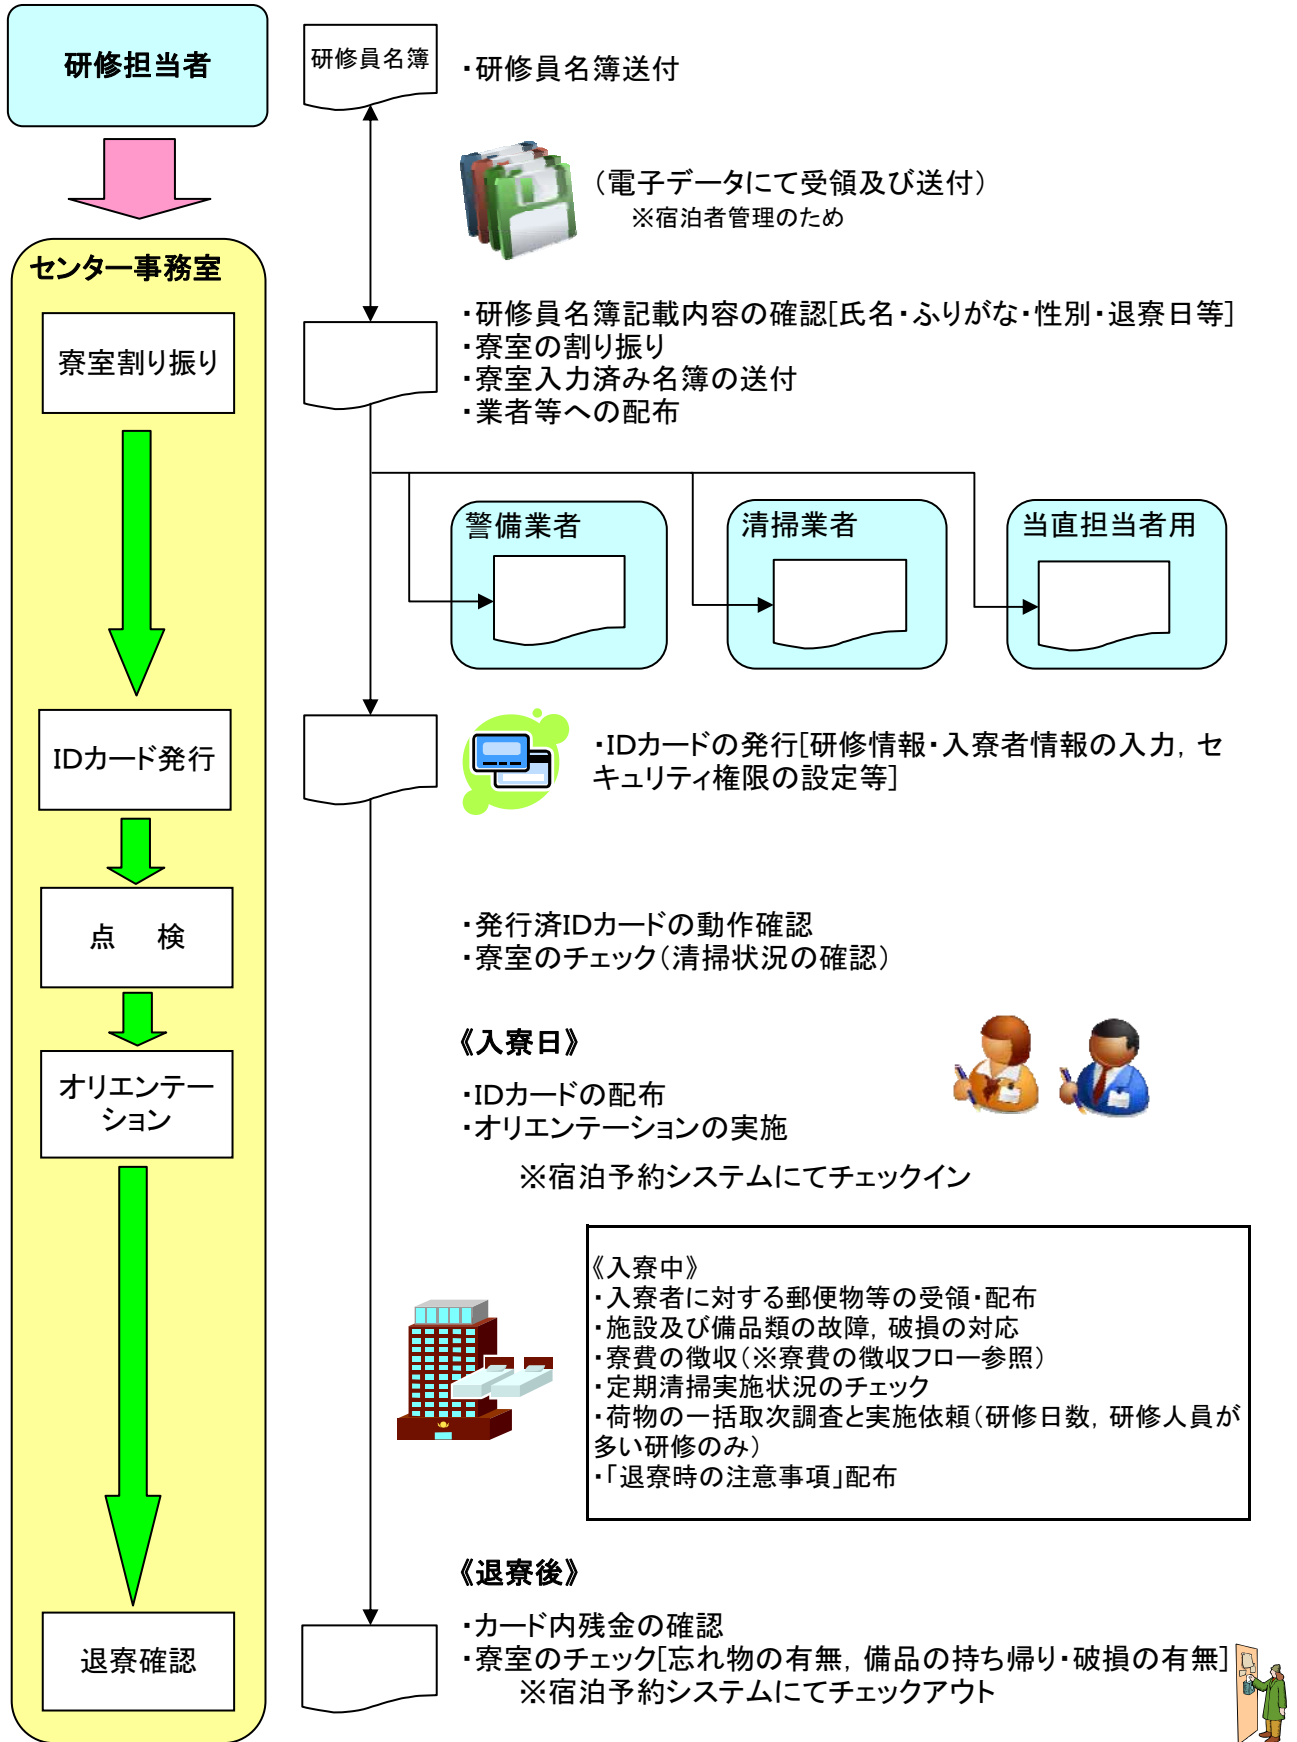 研修担当者
研修員名簿
・研修員名簿送付
（電子データにて受領及び送付）
※宿泊者管理のため
センター事務室
寮室割り振り
・研修員名簿記載内容の確認[氏名・ふりがな・性別・退寮日等]
・寮室の割り振り
・寮室入力済み名簿の送付
・業者等への配布
警備業者
清掃業者
当直担当者用
IDカード発行
・IDカードの発行[研修情報・入寮者情報の入力，セ
キュリティ権限の設定等]
点　検
・発行済IDカードの動作確認
・寮室のチェック（清掃状況の確認）
オリエンテー
ション
《入寮日》
・IDカードの配布
・オリエンテーションの実施
※宿泊予約システムにてチェックイン
《入寮中》
・入寮者に対する郵便物等の受領・配布
・施設及び備品類の故障，破損の対応
・寮費の徴収（※寮費の徴収フロー参照）
・定期清掃実施状況のチェック
・荷物の一括取次調査と実施依頼（研修日数，研修人員が
多い研修のみ）
・「退寮時の注意事項」配布
退寮確認
《退寮後》
・カード内残金の確認
・寮室のチェック[忘れ物の有無，備品の持ち帰り・破損の有無]
※宿泊予約システムにてチェックアウト